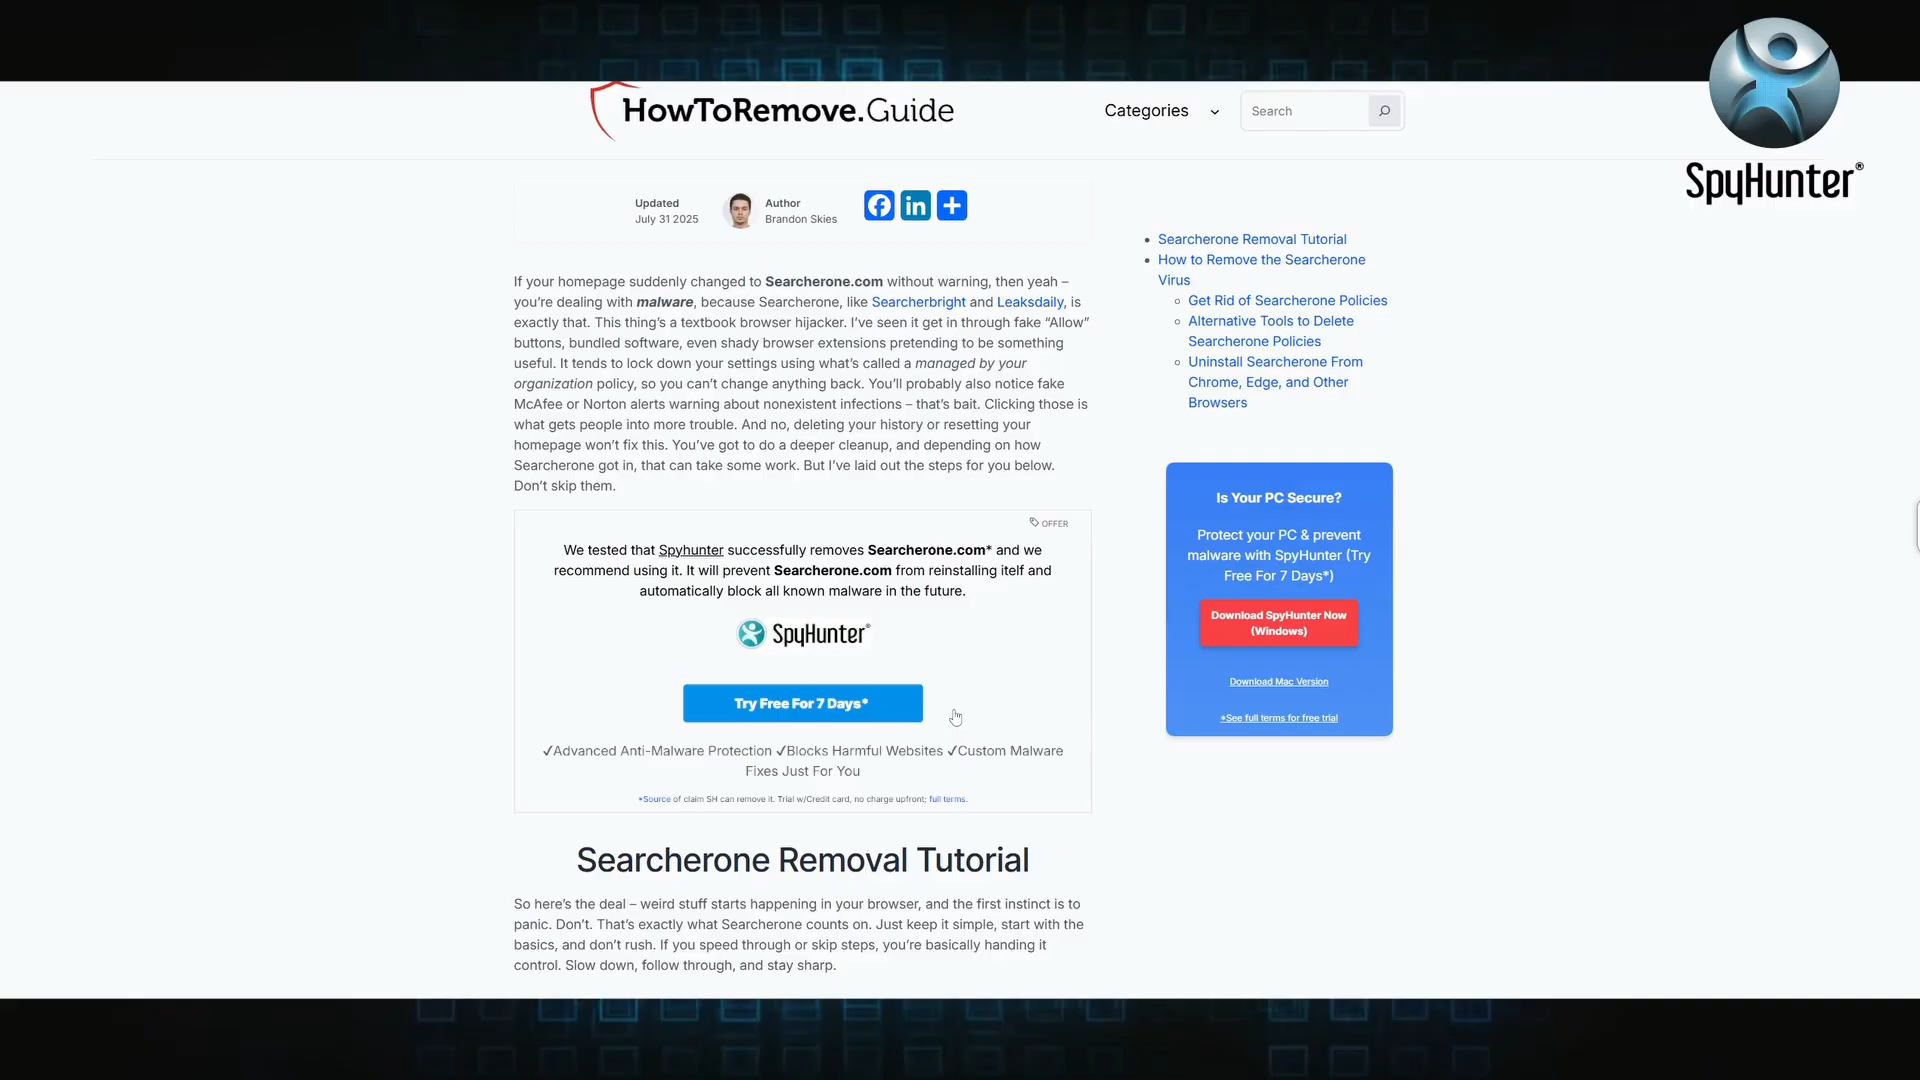 HowToRemove.Guide
Categories
Search
SpyHunter®
Updated
July 31 2025
Author
Brandon Skies
If your homepage suddenly changed to Searcherone.com without warning, then yeah –
you're dealing with malware, because Searcherone, like Searcherbright and Leaksdaily, is
exactly that. This thing's a textbook browser hijacker. I've seen it get in through fake “Allow”
buttons, bundled software, even shady browser extensions pretending to be something
useful. It tends to lock down your settings using what's called a managed by your
organization policy, so you can't change anything back. You'll probably also notice fake
McAfee or Norton alerts warning about nonexistent infections – that's bait. Clicking those is
what gets people into more trouble. And no, deleting your history or resetting your
homepage won't fix this. You've got to do a deeper cleanup, and depending on how
Searcherone got in, that can take some work. But I've laid out the steps for you below.
Don't skip them.
OFFER
We tested that Spyhunter successfully removes Searcherone.com* and we
recommend using it. It will prevent Searcherone.com from reinstalling itelf and
automatically block all known malware in the future.
SpyHunter®
Try Free For 7 Days*
✓Advanced Anti-Malware Protection ✓Blocks Harmful Websites ✓Custom Malware
Fixes Just For You
*Source of claim SH can remove it. Trial w/Credit card, no charge upfront; full terms.
Searcherone Removal Tutorial
So here's the deal – weird stuff starts happening in your browser, and the first instinct is to
panic. Don't. That's exactly what Searcherone counts on. Just keep it simple, start with the
basics, and don't rush. If you speed through or skip steps, you're basically handing it
control. Slow down, follow through, and stay sharp.
Searcherone Removal Tutorial
How to Remove the Searcherone
Virus
Get Rid of Searcherone Policies
Alternative Tools to Delete
Searcherone Policies
Uninstall Searcherone From
Chrome, Edge, and Other
Browsers
Is Your PC Secure?
Protect your PC & prevent
malware with SpyHunter (Try
Free For 7 Days*)
Download SpyHunter Now
(Windows)
Download Mac Version
*See full terms for free trial